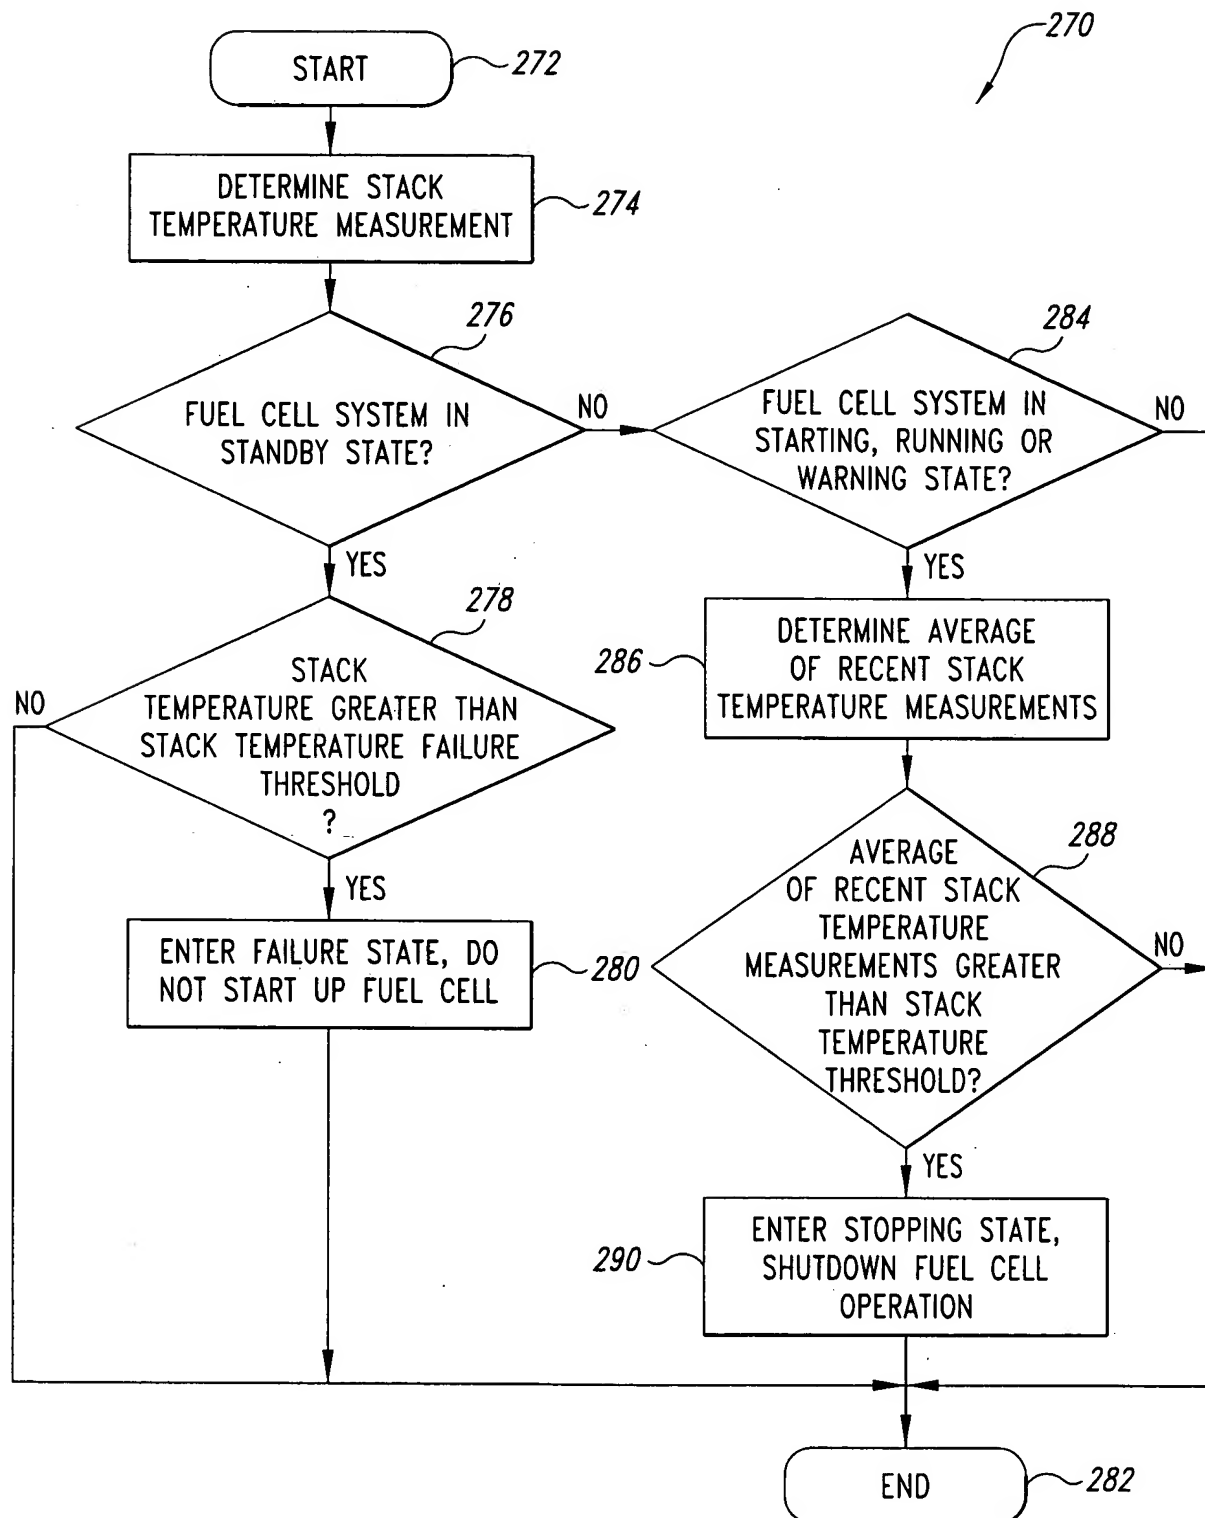 270
START
272
DETERMINE STACK
TEMPERATURE MEASUREMENT
274
276
FUEL CELL SYSTEM IN
STANDBY STATE?
NO
284
FUEL CELL SYSTEM IN
STARTING, RUNNING OR
WARNING STATE?
NO
YES
278
STACK
TEMPERATURE GREATER THAN
STACK TEMPERATURE FAILURE
THRESHOLD
?
NO
YES
286
DETERMINE AVERAGE
OF RECENT STACK
TEMPERATURE MEASUREMENTS
YES
ENTER FAILURE STATE, DO
NOT START UP FUEL CELL
280
288
AVERAGE
OF RECENT STACK
TEMPERATURE
MEASUREMENTS GREATER
THAN STACK
TEMPERATURE
THRESHOLD?
NO
YES
290
ENTER STOPPING STATE,
SHUTDOWN FUEL CELL
OPERATION
END
282